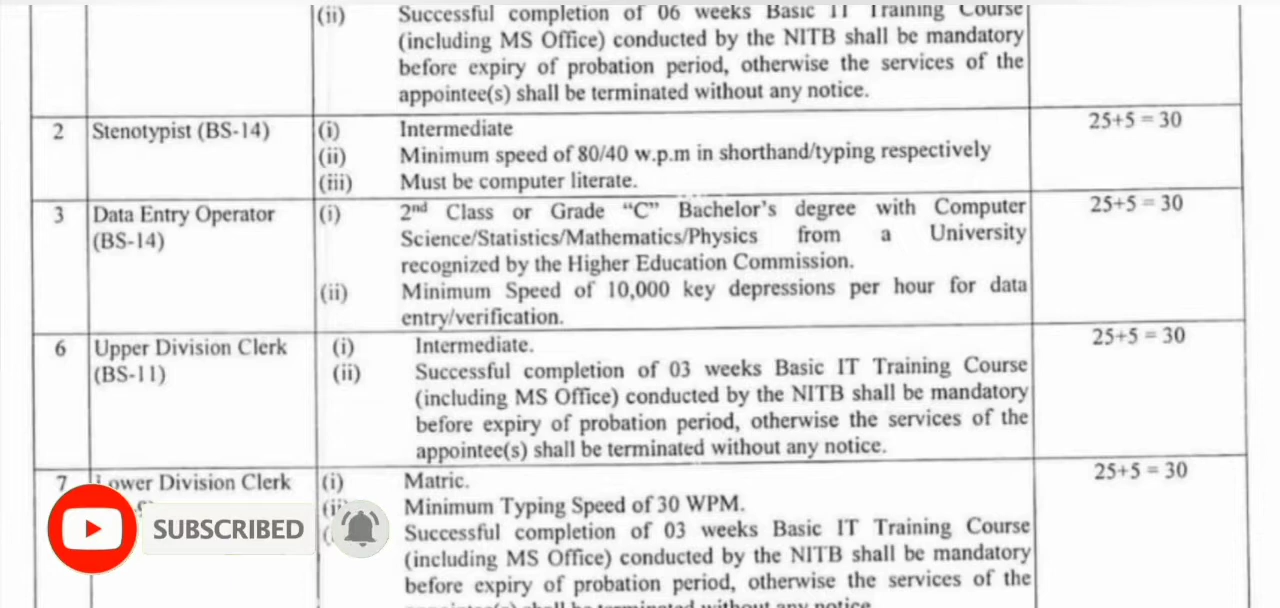 (ii) Successful completion of 06 weeks Basic IT Training Course
(including MS Office) conducted by the NITB shall be mandatory
before expiry of probation period, otherwise the services of the
appointee(s) shall be terminated without any notice.
2 Stenotypist (BS-14) (i) Intermediate 25+5 = 30
(ii) Minimum speed of 80/40 w.p.m in shorthand/typing respectively
(iii) Must be computer literate.
3 Data Entry Operator (i) 2nd Class or Grade “C” Bachelor’s degree with Computer 25+5 = 30
(BS-14) Science/Statistics/Mathematics/Physics from a University
recognized by the Higher Education Commission.
(ii) Minimum Speed of 10,000 key depressions per hour for data
entry/verification.
6 Upper Division Clerk (i) Intermediate. 25+5 = 30
(BS-11) (ii) Successful completion of 03 weeks Basic IT Training Course
(including MS Office) conducted by the NITB shall be mandatory
before expiry of probation period, otherwise the services of the
appointee(s) shall be terminated without any notice.
7 Lower Division Clerk (i) Matric. 25+5 = 30
Minimum Typing Speed of 30 WPM.
SUBSCRIBED
Successful completion of 03 weeks Basic IT Training Course
(including MS Office) conducted by the NITB shall be mandatory
before expiry of probation period, otherwise the services of the
appointee(s) shall be terminated without any notice.